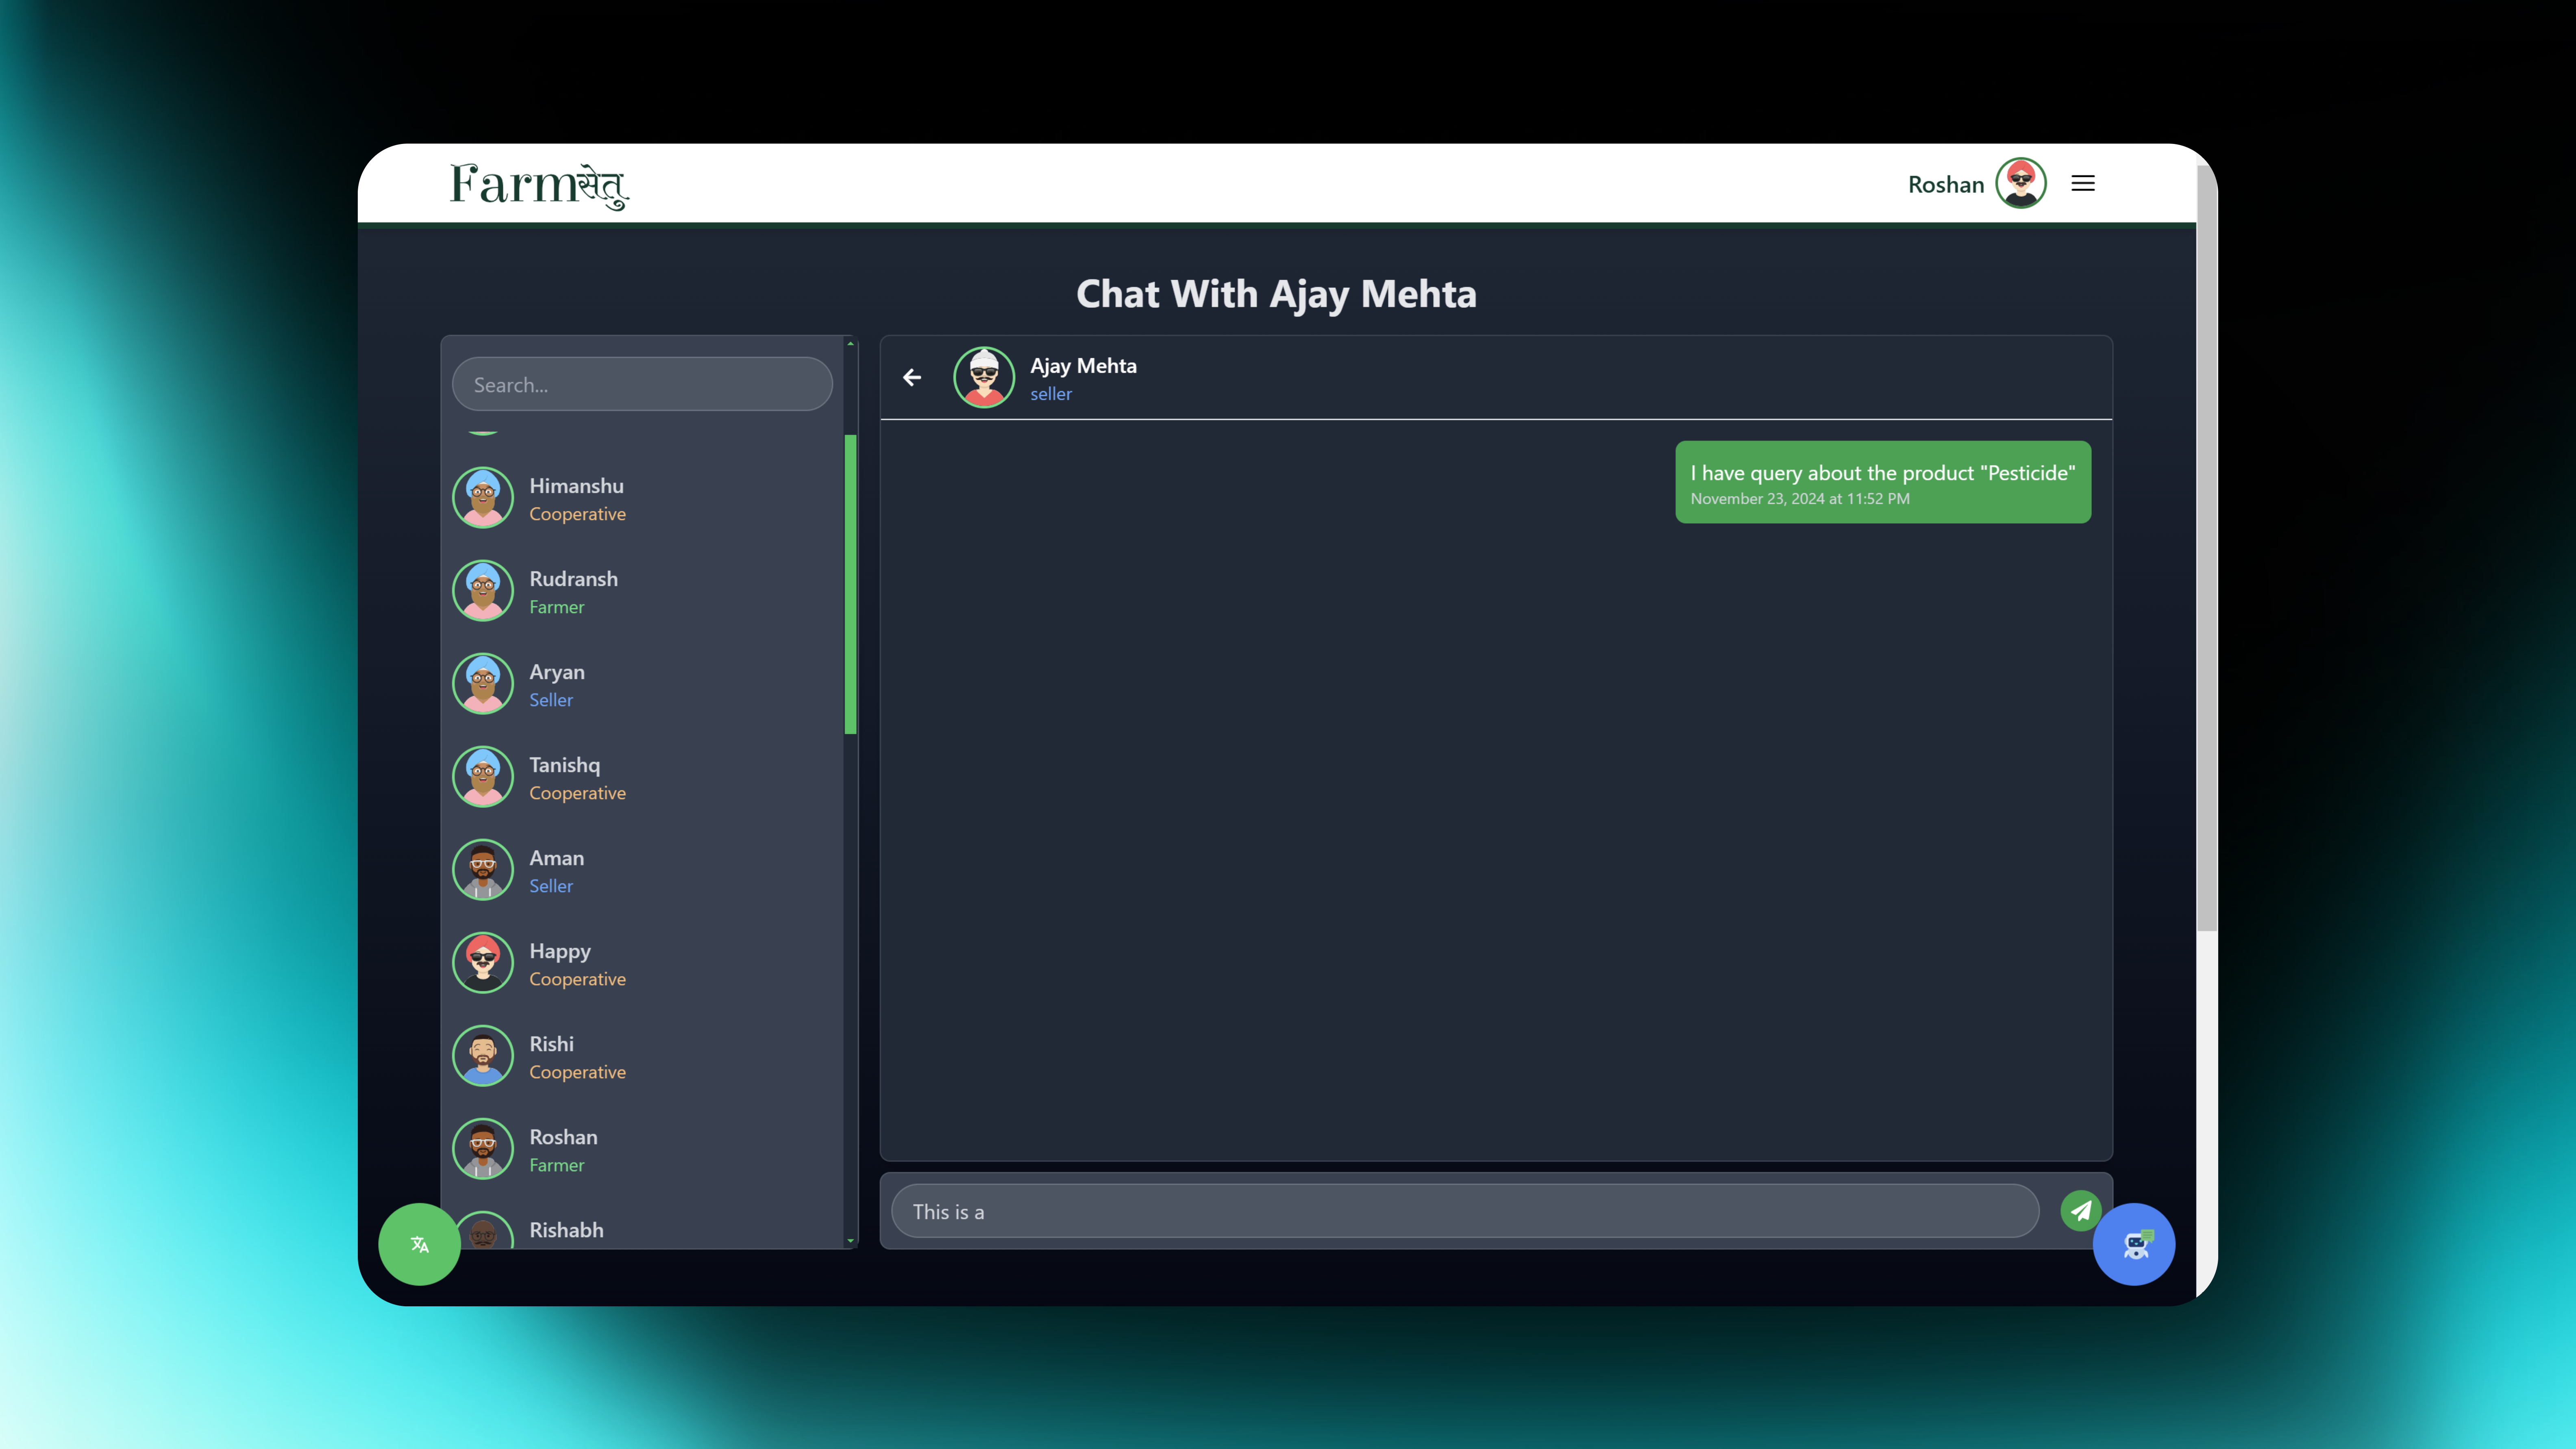 Farmसेतु
Roshan
Chat With Ajay Mehta
Search...
Himanshu
Cooperative
Rudransh
Farmer
Aryan
Seller
Tanishq
Cooperative
Aman
Seller
Happy
Cooperative
Rishi
Cooperative
Roshan
Farmer
Rishabh
Ajay Mehta
seller
I have query about the product "Pesticide"
November 23, 2024 at 11:52 PM
This is a